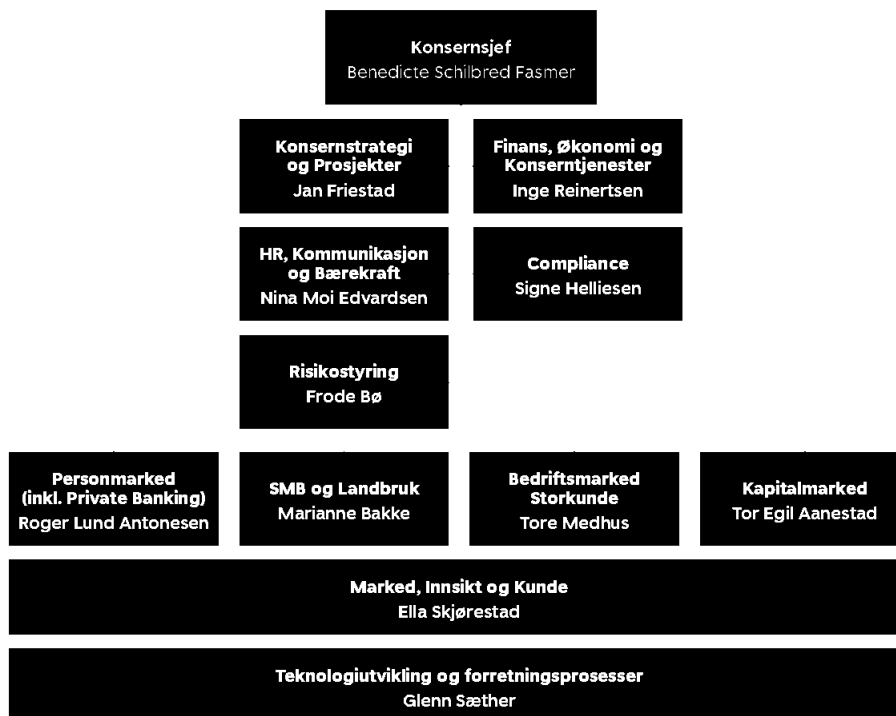 Konsernsjef
Benedicte Schilbred Fasmer
Konsernstrategi
og Prosjekter
Jan Friestad
Finans, Økonomi og
Konserntjenester
Inge Reinertsen
HR, Kommunikasjon
og Bærekraft
Nina Moi Edvardsen
Compliance
Signe Helliesen
Risikostyring
Frode Bø
Personmarked
(inkl. Private Banking)
Roger Lund Antonesen
SMB og Landbruk
Marianne Bakke
Bedriftsmarked
Storkunde
Tore Medhus
Kapitalmarked
Tor Egil Aanestad
Marked, Innsikt og Kunde
Ella Skjørestad
Teknologiutvikling og forretningsprosesser
Glenn Sæther